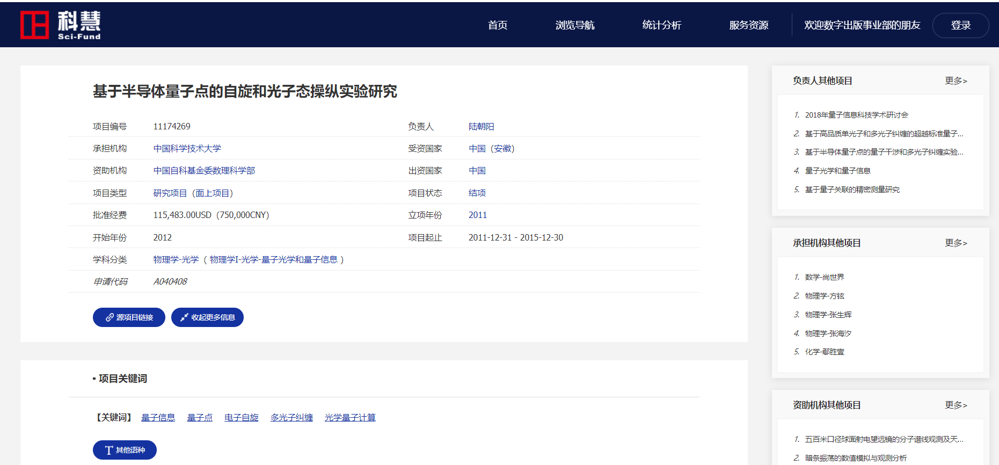 科慧
Sci-Fund
首页 浏览导航 统计分析 服务资源 欢迎数字出版事业部的朋友 登录
基于半导体量子点的自旋和光子态操纵实验研究
项目编号 11174269 负责人 陆朝阳
承担机构 中国科学技术大学 受资国家 中国（安徽）
资助机构 中国自科基金委数理科学部 出资国家 中国
项目类型 研究项目（面上项目） 项目状态 结项
批准经费 115,483.00USD（750,000CNY） 立项年份 2011
开始年份 2012 项目起止 2011-12-31 - 2015-12-30
学科分类 物理学-光学（ 物理学I-光学-量子光学和量子信息 ）
申请代码 A040408
源项目链接 收起更多信息
▪ 项目关键词
【关键词】 量子信息 量子点 电子自旋 多光子纠缠 光学量子计算
其他语种
负责人其他项目 更多>
1. 2018年量子信息科技学术研讨会
2. 基于高品质单光子和多光子纠缠的超越标准量子...
3. 基于半导体量子点的量子干涉和多光子纠缠实验...
4. 量子光学和量子信息
5. 基于量子关联的精密测量研究
承担机构其他项目 更多>
1. 数学-尚世界
2. 物理学-方铉
3. 物理学-张生辉
4. 物理学-张海汐
5. 化学-鄢胜壹
资助机构其他项目 更多>
1. 五百米口径球面射电望远镜的分子谱线观测及天...
2. 暗条振荡的数值模拟与观测分析